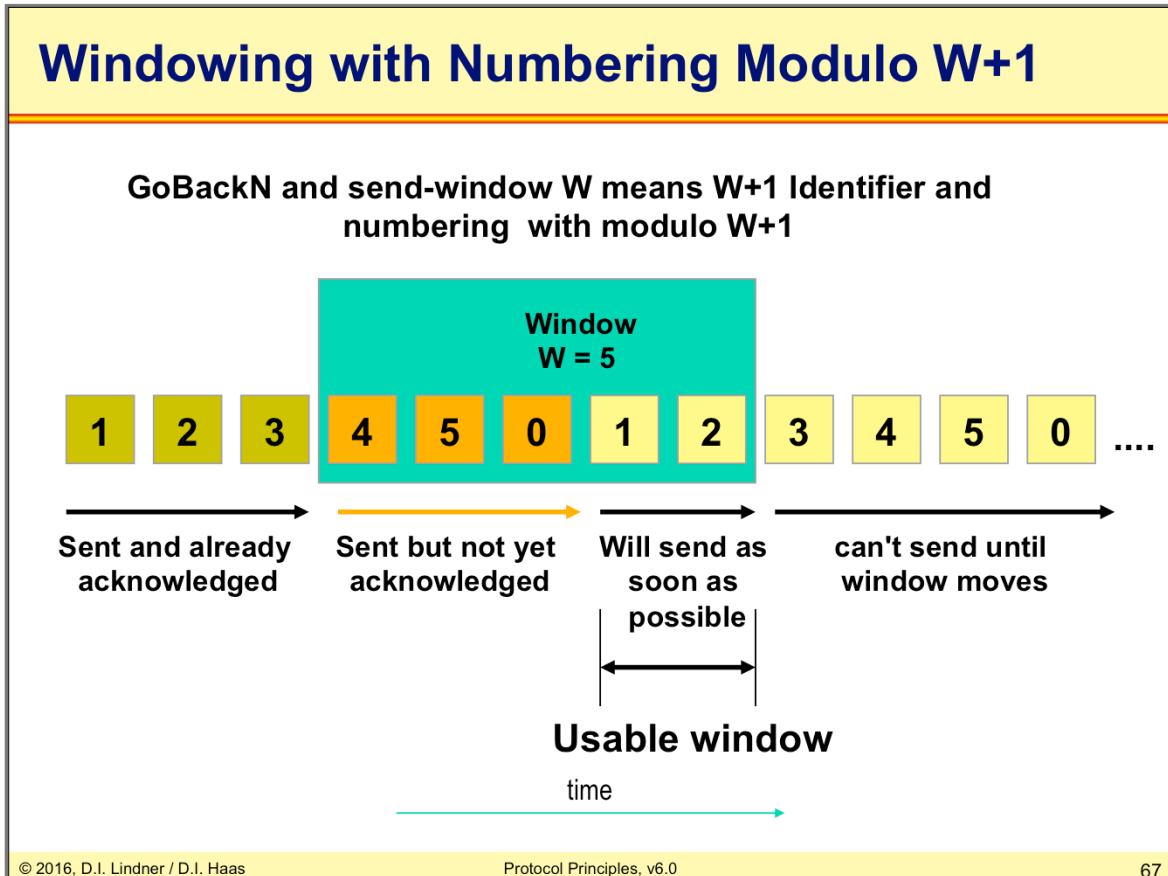 Windowing with Numbering Modulo W+1
GoBackN and send-window W means W+1 Identifier and
numbering with modulo W+1
Window
W = 5
1 2 3 4 5 0 1 2 3 4 5 0 ....
Sent and already
acknowledged
Sent but not yet
acknowledged
Will send as
soon as
possible
can't send until
window moves
Usable window
time
© 2016, D.I. Lindner / D.I. Haas
Protocol Principles, v6.0
67